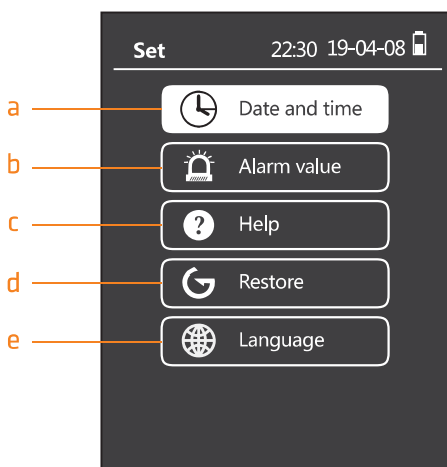 Set 22:30 19-04-08
a Date and time
b Alarm value
c ? Help
d Restore
e Language